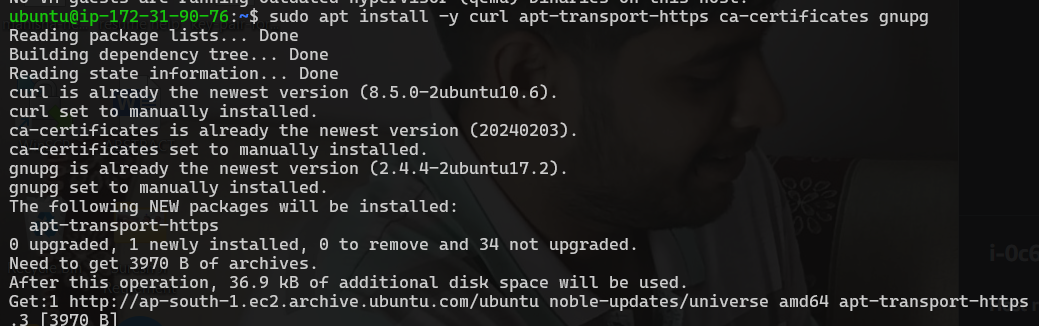 No VM guests are running outdated hypervisor (qemu) binaries on this host.
ubuntu@ip-172-31-90-76:~$ sudo apt install -y curl apt-transport-https ca-certificates gnupg
Reading package lists... Done
Building dependency tree... Done
Reading state information... Done
curl is already the newest version (8.5.0-2ubuntu10.6).
curl set to manually installed.
ca-certificates is already the newest version (20240203).
ca-certificates set to manually installed.
gnupg is already the newest version (2.4.4-2ubuntu17.2).
gnupg set to manually installed.
The following NEW packages will be installed:
  apt-transport-https
0 upgraded, 1 newly installed, 0 to remove and 34 not upgraded.
Need to get 3970 B of archives.
After this operation, 36.9 kB of additional disk space will be used.
Get:1 http://ap-south-1.ec2.archive.ubuntu.com/ubuntu noble-updates/universe amd64 apt-transport-https
.3 [3970 B]
i-0c6